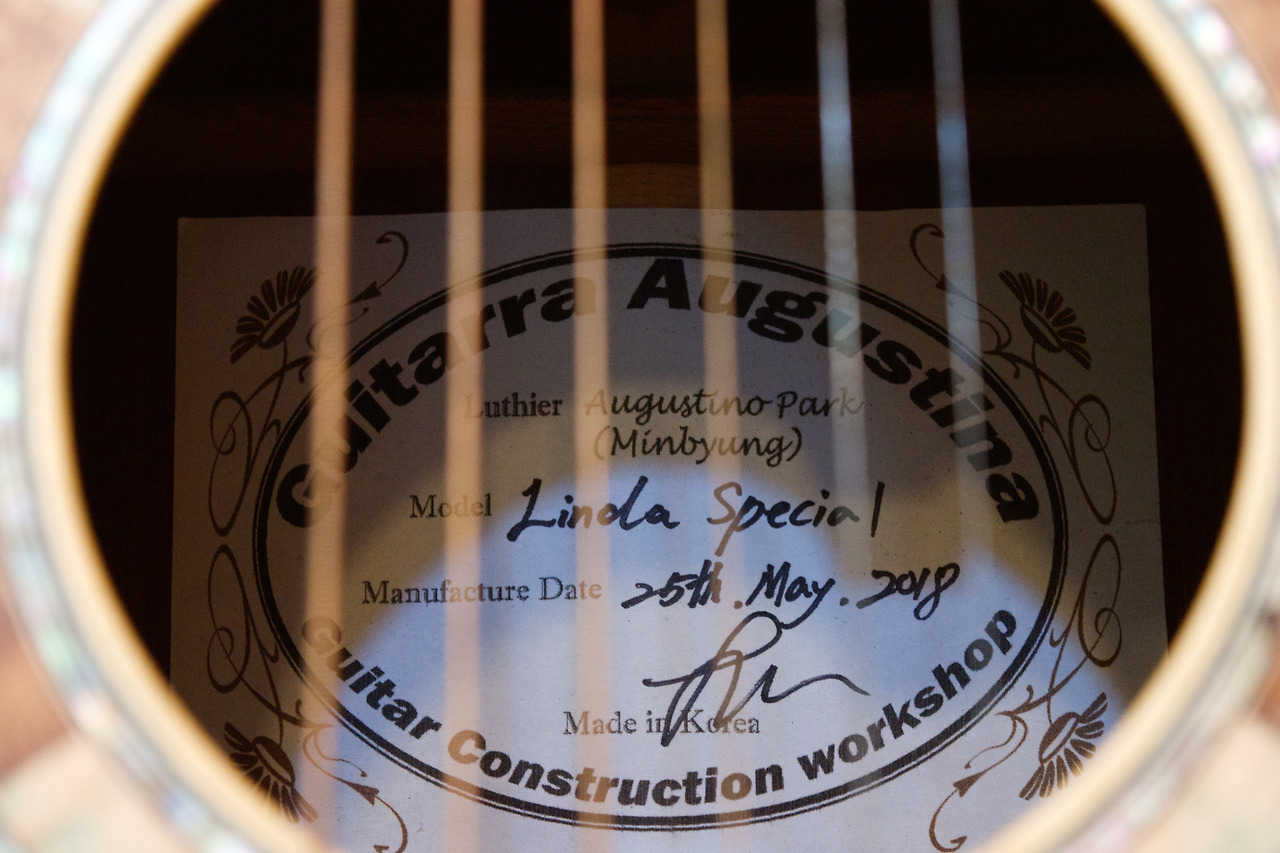 Guitarra Augustina
Luthier Augustino Park
(Minbyung)
Model Linda Special
Manufacture Date 25th. May. 2018
Made in Korea
Guitar Construction workshop